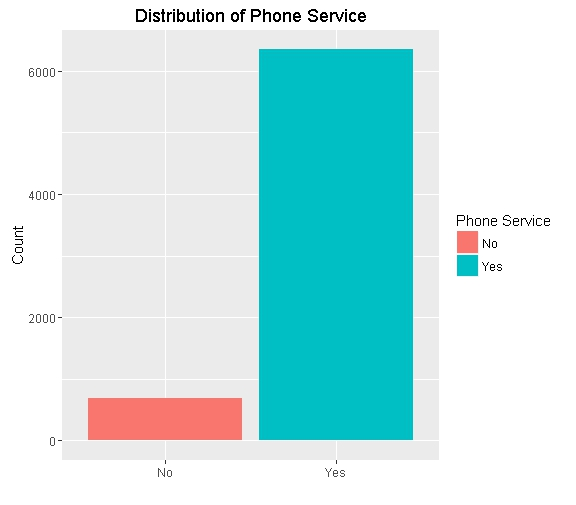 Distribution of Phone Service
6000
4000
2000
0
Count
No
Yes
Phone Service
No
Yes